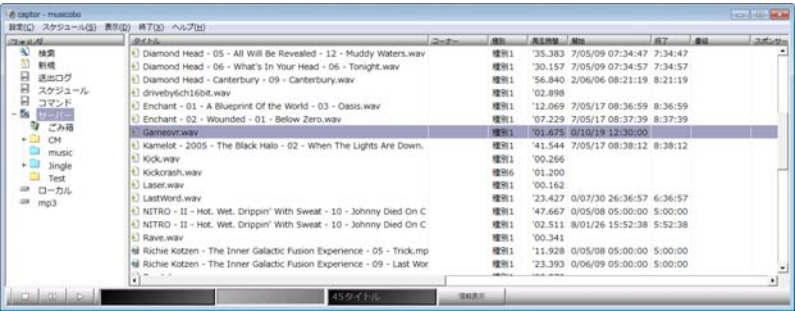 ceptor - musicobo
設定(C) スケジュール(S) 表示(D) 終了(X) ヘルプ(H)
フォルダ
検索
新規
送出ログ
スケジュール
コマンド
サーバー
ごみ箱
CM
music
Jingle
Test
ローカル
mp3
タイトル コーナー 種別 再生時間 開始 終了 番組 スポンサー
Diamond Head - 05 - All Will Be Revealed - 12 - Muddy Waters.wav 種別1 '35.383 7/05/09 07:34:47 7:34:47
Diamond Head - 06 - What's In Your Head - 06 - Tonight.wav 種別1 '30.157 7/05/09 07:34:57 7:34:57
Diamond Head - Canterbury - 09 - Canterbury.wav 種別1 '56.840 2/06/06 08:21:19 8:21:19
driveby6ch16bit.wav 種別1 '02.898
Enchant - 01 - A Blueprint Of the World - 03 - Oasis.wav 種別1 '12.069 7/05/17 08:36:59 8:36:59
Enchant - 02 - Wounded - 01 - Below Zero.wav 種別1 '07.229 7/05/17 08:37:39 8:37:39
Gameovr.wav 種別1 '01.675 0/10/19 12:30:00
Kamelot - 2005 - The Black Halo - 02 - When The Lights Are Down. 種別1 '41.544 7/05/17 08:38:12 8:38:12
Kick.wav 種別1 '00.266
Kickcrash.wav 種別6 '01.200
Laser.wav 種別1 '00.162
LastWord.wav 種別1 '23.427 0/07/30 26:36:57 6:36:57
NITRO - II - Hot. Wet. Drippin' With Sweat - 10 - Johnny Died On C 種別1 '47.667 0/05/08 05:00:00 5:00:00
NITRO - II - Hot. Wet. Drippin' With Sweat - 10 - Johnny Died On C 種別1 '02.511 8/01/26 15:52:38 5:52:38
Rave.wav 種別1 '00.341
Richie Kotzen - The Inner Galactic Fusion Experience - 05 - Trick.mp 種別1 '11.928 0/05/08 05:00:00 5:00:00
Richie Kotzen - The Inner Galactic Fusion Experience - 09 - Last Wor 種別1 '23.393 0/06/09 05:00:00 5:00:00
45タイトル 情報表示